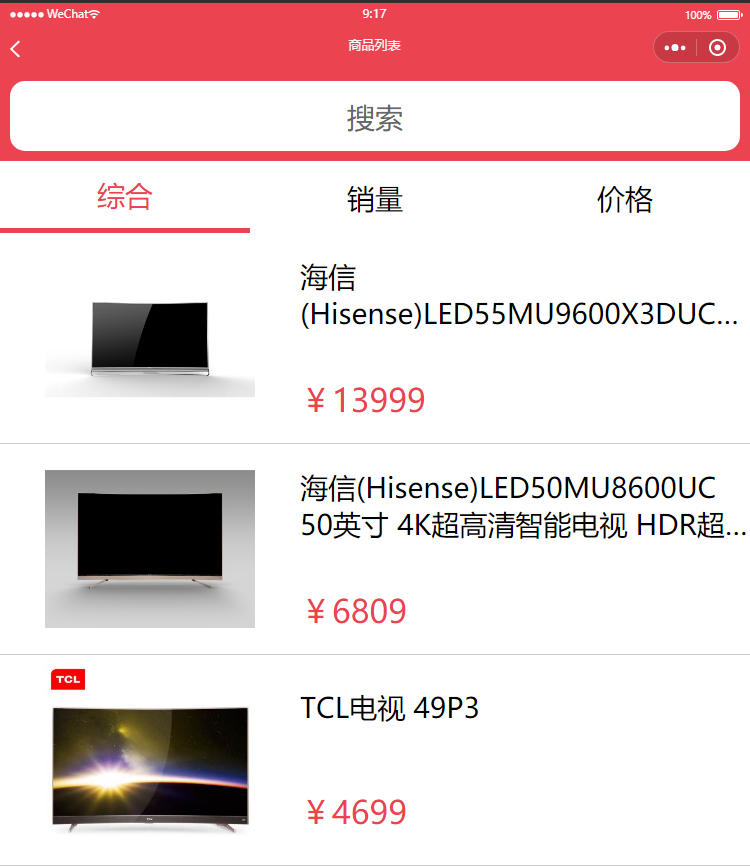 WeChat
9:17
100%
商品列表
搜索
综合
销量
价格
海信
(Hisense)LED55MU9600X3DUC...
￥13999
海信(Hisense)LED50MU8600UC
50英寸 4K超高清智能电视 HDR超...
￥6809
TCL
TCL电视 49P3
￥4699